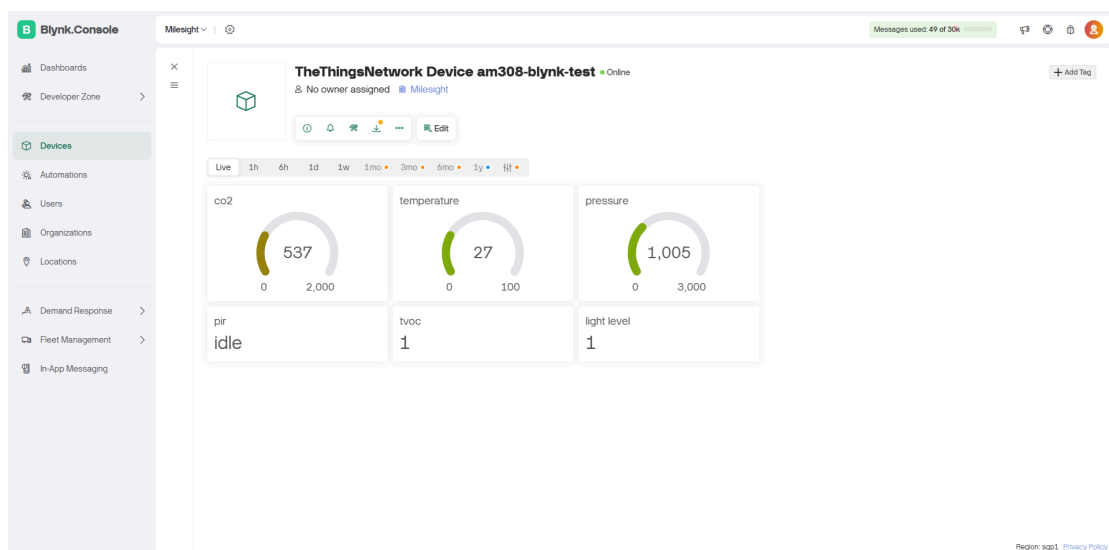 B Blynk.Console
Milesight
Messages used: 49 of 30k
Dashboards
Developer Zone
Devices
Automations
Users
Organizations
Locations
Demand Response
Fleet Management
In-App Messaging
TheThingsNetwork Device am308-blynk-test Online
No owner assigned Milesight
Add Tag
Edit
Live 1h 6h 1d 1w 1mo 3mo 6mo 1y
co2
537
0 2,000
temperature
27
0 100
pressure
1,005
0 3,000
pir
idle
tvoc
1
light level
1
Region: sgp1 Privacy Policy